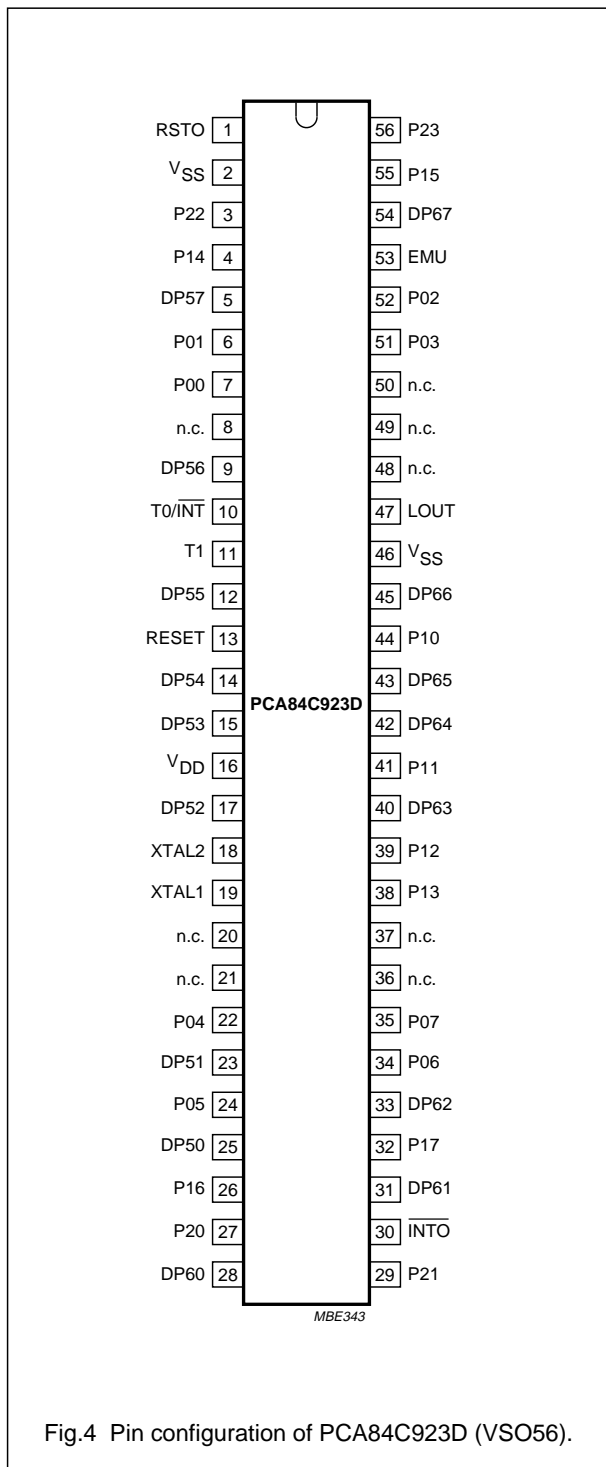 RSTO 1 56 P23
VSS 2 55 P15
P22 3 54 DP67
P14 4 53 EMU
DP57 5 52 P02
P01 6 51 P03
P00 7 50 n.c.
n.c. 8 49 n.c.
DP56 9 48 n.c.
T0/INT 10 47 LOUT
T1 11 46 VSS
DP55 12 45 DP66
RESET 13 44 P10
DP54 14 43 DP65
PCA84C923D
DP53 15 42 DP64
VDD 16 41 P11
DP52 17 40 DP63
XTAL2 18 39 P12
XTAL1 19 38 P13
n.c. 20 37 n.c.
n.c. 21 36 n.c.
P04 22 35 P07
DP51 23 34 P06
P05 24 33 DP62
DP50 25 32 P17
P16 26 31 DP61
P20 27 30 INTO
DP60 28 29 P21
MBE343
Fig.4 Pin configuration of PCA84C923D (VSO56).